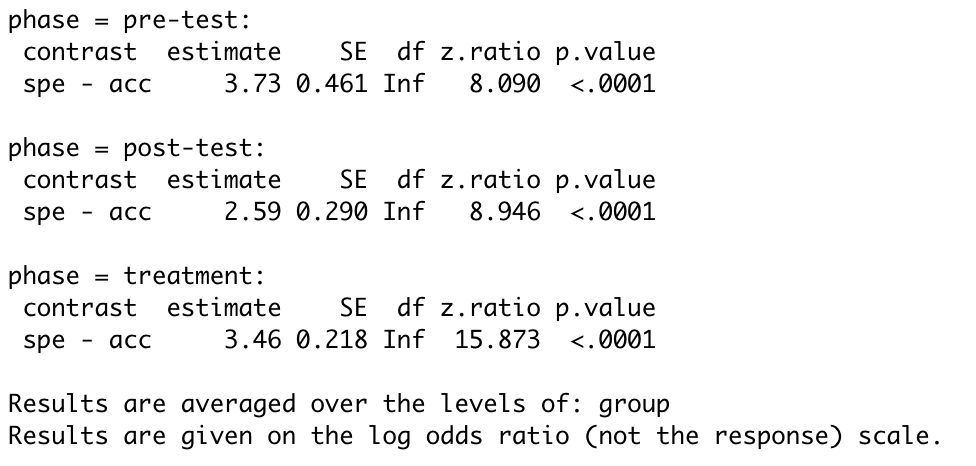 phase = pre-test:
contrast estimate SE df z.ratio p.value
spe - acc 3.73 0.461 Inf 8.090 <.0001
phase = post-test:
contrast estimate SE df z.ratio p.value
spe - acc 2.59 0.290 Inf 8.946 <.0001
phase = treatment:
contrast estimate SE df z.ratio p.value
spe - acc 3.46 0.218 Inf 15.873 <.0001
Results are averaged over the levels of: group
Results are given on the log odds ratio (not the response) scale.